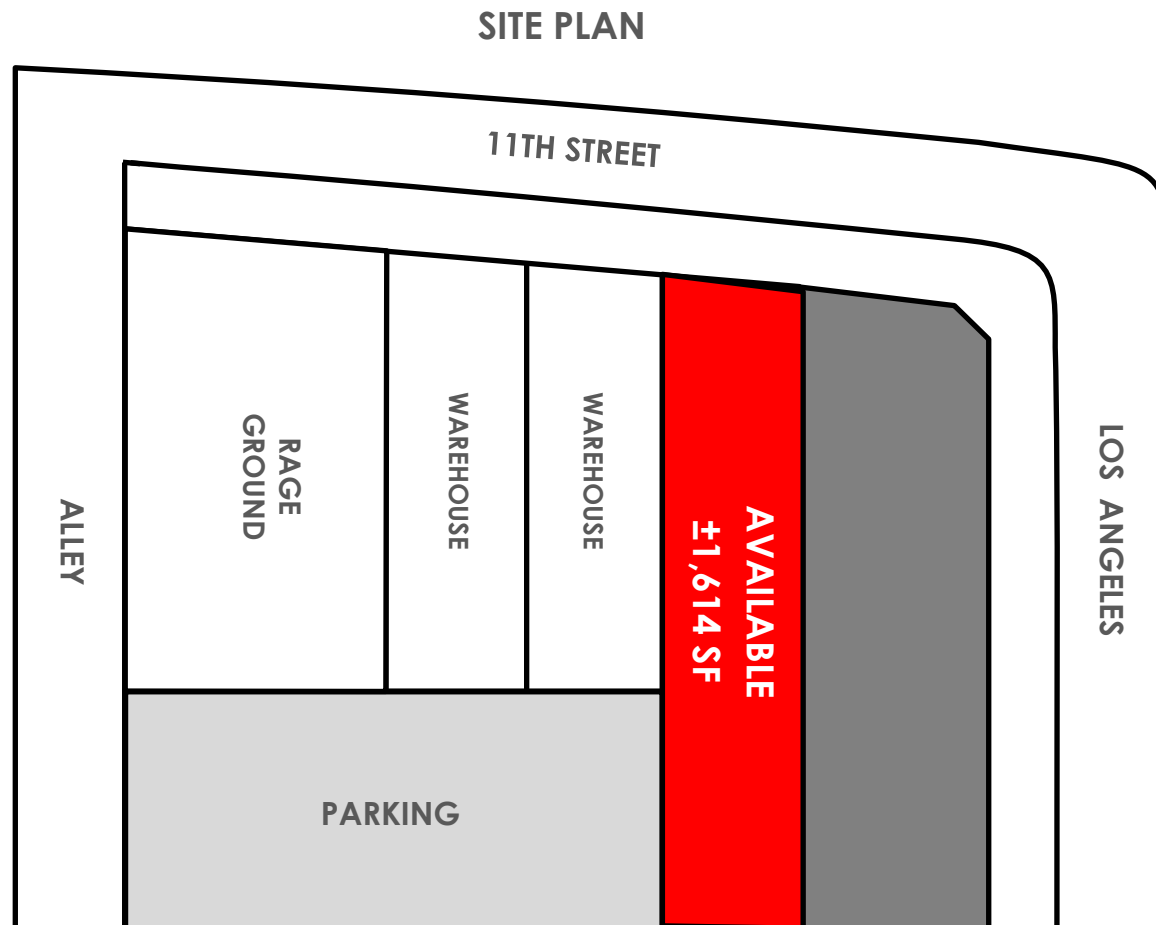 SITE PLAN
11TH STREET
RAGE
GROUND
WAREHOUSE
WAREHOUSE
AVAILABLE
±1,614 SF
LOS ANGELES
ALLEY
PARKING